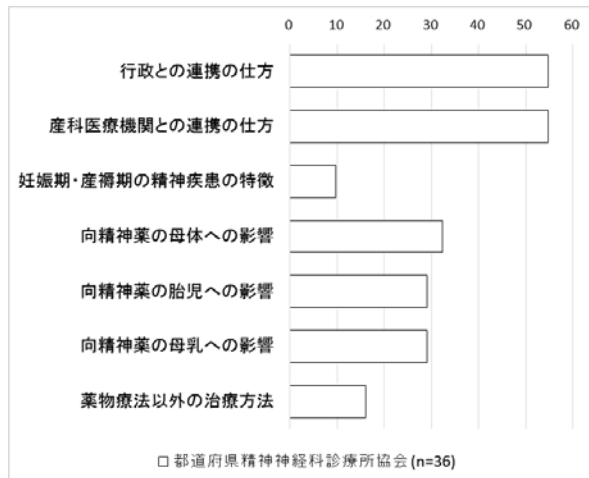 0 10 20 30 40 50 60
行政との連携の仕方
産科医療機関との連携の仕方
妊娠期・産褥期の精神疾患の特徴
向精神薬の母体への影響
向精神薬の胎児への影響
向精神薬の母乳への影響
薬物療法以外の治療方法
□都道府県精神神経科診療所協会(n=36)